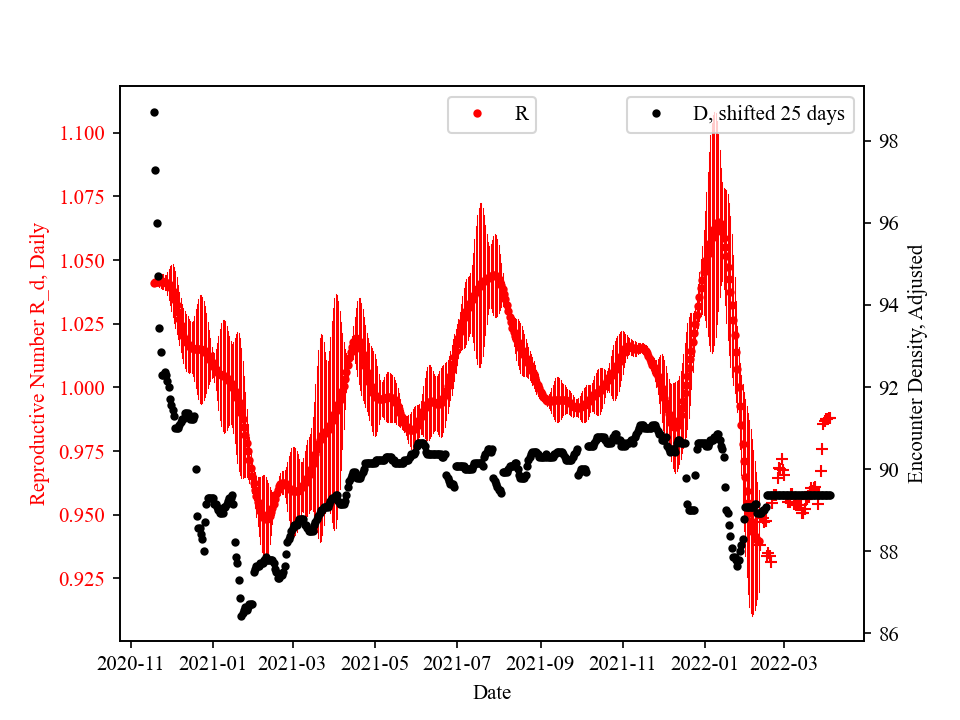 R
D, shifted 25 days
1.100
1.075
1.050
1.025
1.000
0.975
0.950
0.925
Reproductive Number R_d, Daily
98
96
94
92
90
88
86
Encounter Density, Adjusted
2020-11 2021-01 2021-03 2021-05 2021-07 2021-09 2021-11 2022-01 2022-03
Date